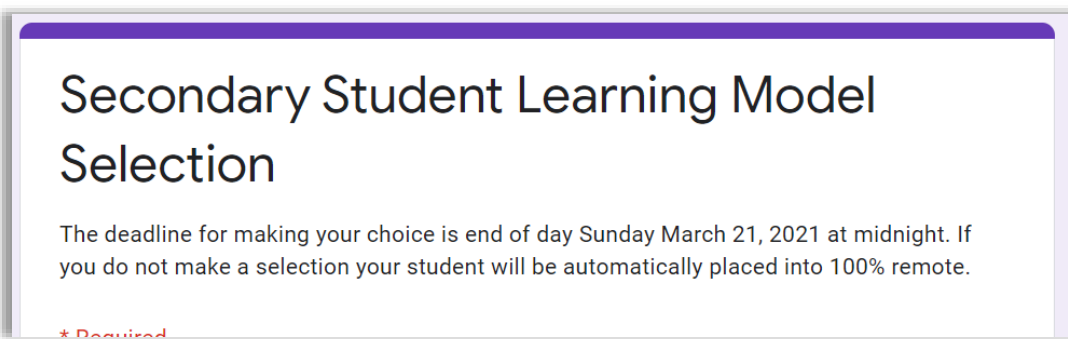 Secondary Student Learning Model
Selection
The deadline for making your choice is end of day Sunday March 21, 2021 at midnight. If
you do not make a selection your student will be automatically placed into 100% remote.
* Required